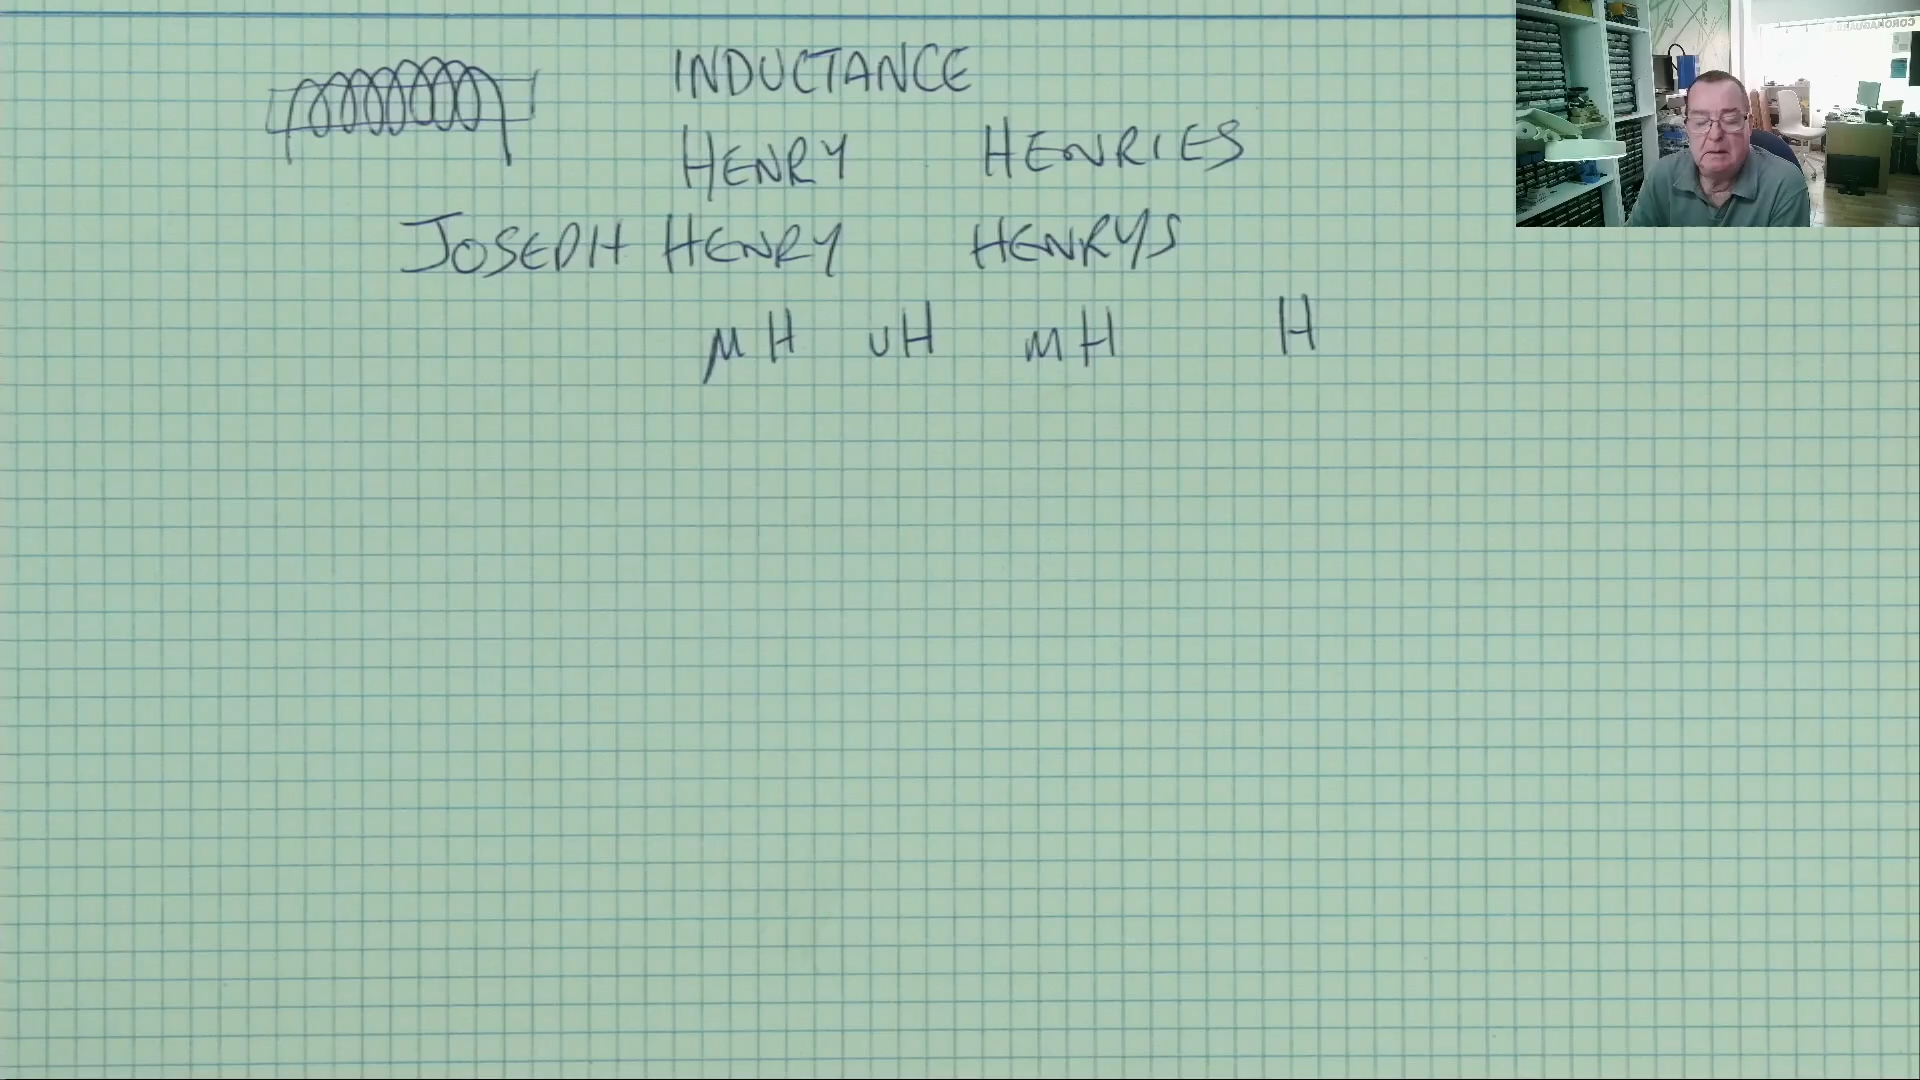 INDUCTANCE
HENRY HENRIES
JOSEPH HENRY HENRYS
μH uH mH H